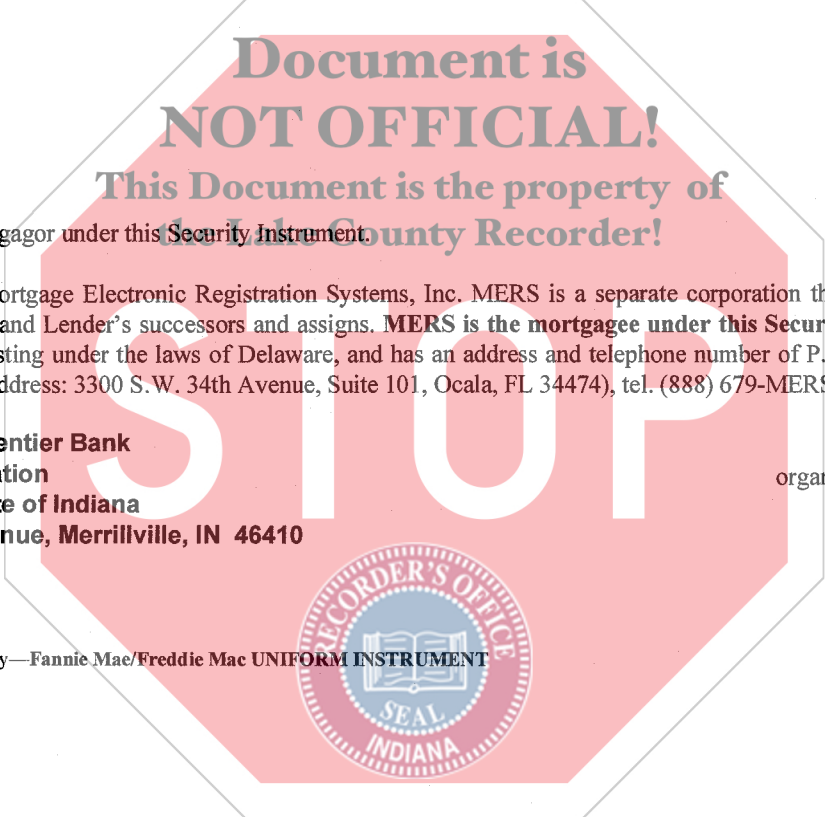 Document is
NOT OFFICIAL!
This Document is the property of
the Lake County Recorder!
gagor under this Security Instrument.
ortgage Electronic Registration Systems, Inc. MERS is a separate corporation th
and Lender's successors and assigns. MERS is the mortgagee under this Secur
sting under the laws of Delaware, and has an address and telephone number of P.
ddress: 3300 S.W. 34th Avenue, Suite 101, Ocala, FL 34474), tel. (888) 679-MERS
STOP
entier Bank
tion
organ
e of Indiana
nue, Merrillville, IN 46410
RECORDER'S OFFICE
y—Fannie Mae/Freddie Mac UNIFORM INSTRUMENT
SEAL
INDIANA